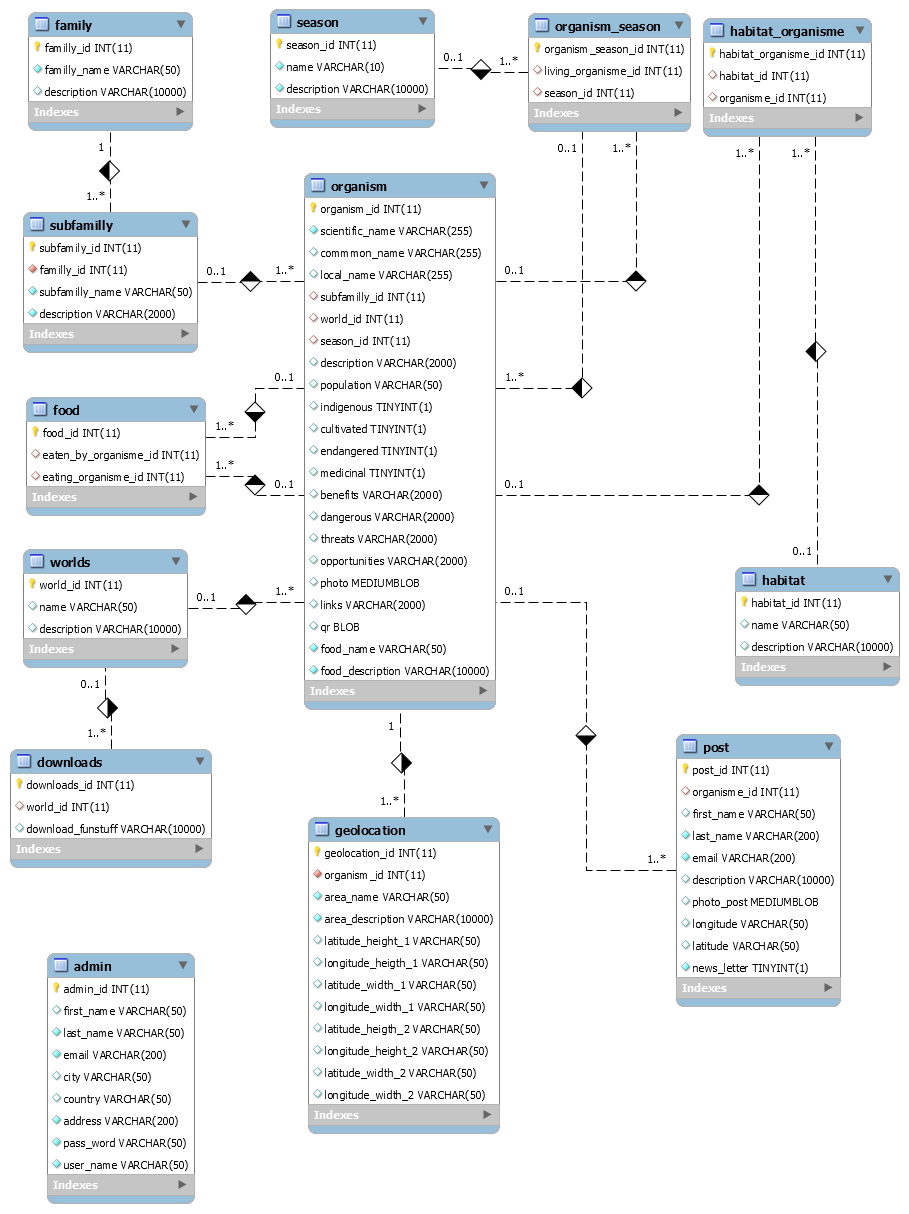 family
familly_id INT(11)
familly_name VARCHAR(50)
description VARCHAR(10000)
Indexes
season
season_id INT(11)
name VARCHAR(10)
description VARCHAR(10000)
Indexes
0..1
1..*
organism_season
organism_season_id INT(11)
living_organisme_id INT(11)
season_id INT(11)
Indexes
habitat_organisme
habitat_organisme_id INT(11)
habitat_id INT(11)
organisme_id INT(11)
Indexes
1
1..*
0..1
1..*
1..*
1..*
subfamilly
subfamily_id INT(11)
familly_id INT(11)
subfamilly_name VARCHAR(50)
description VARCHAR(2000)
Indexes
0..1
1..*
organism
organism_id INT(11)
scientific_name VARCHAR(255)
commmon_name VARCHAR(255)
local_name VARCHAR(255)
subfamilly_id INT(11)
world_id INT(11)
season_id INT(11)
description VARCHAR(2000)
population VARCHAR(50)
indigenous TINYINT(1)
cultivated TINYINT(1)
endangered TINYINT(1)
medicinal TINYINT(1)
benefits VARCHAR(2000)
dangerous VARCHAR(2000)
threats VARCHAR(2000)
opportunities VARCHAR(2000)
photo MEDIUMBLOB
links VARCHAR(2000)
qr BLOB
food_name VARCHAR(50)
food_description VARCHAR(10000)
Indexes
0..1
1..*
0..1
0..1
food
food_id INT(11)
eaten_by_organisme_id INT(11)
eating_organisme_id INT(11)
Indexes
0..1
1..*
1..*
0..1
worlds
world_id INT(11)
name VARCHAR(50)
description VARCHAR(10000)
Indexes
0..1
1..*
0..1
habitat
habitat_id INT(11)
name VARCHAR(50)
description VARCHAR(10000)
Indexes
0..1
1..*
downloads
downloads_id INT(11)
world_id INT(11)
download_funstuff VARCHAR(10000)
Indexes
1
1..*
geolocation
geolocation_id INT(11)
organism_id INT(11)
area_name VARCHAR(50)
area_description VARCHAR(10000)
latitude_height_1 VARCHAR(50)
longitude_heigth_1 VARCHAR(50)
latitude_width_1 VARCHAR(50)
longitude_width_1 VARCHAR(50)
latitude_heigth_2 VARCHAR(50)
longitude_height_2 VARCHAR(50)
latitude_width_2 VARCHAR(50)
longitude_width_2 VARCHAR(50)
Indexes
1..*
post
post_id INT(11)
organisme_id INT(11)
first_name VARCHAR(50)
last_name VARCHAR(200)
email VARCHAR(200)
description VARCHAR(10000)
photo_post MEDIUMBLOB
longitude VARCHAR(50)
latitude VARCHAR(50)
news_letter TINYINT(1)
Indexes
admin
admin_id INT(11)
first_name VARCHAR(50)
last_name VARCHAR(50)
email VARCHAR(200)
city VARCHAR(50)
country VARCHAR(50)
address VARCHAR(200)
pass_word VARCHAR(50)
user_name VARCHAR(50)
Indexes